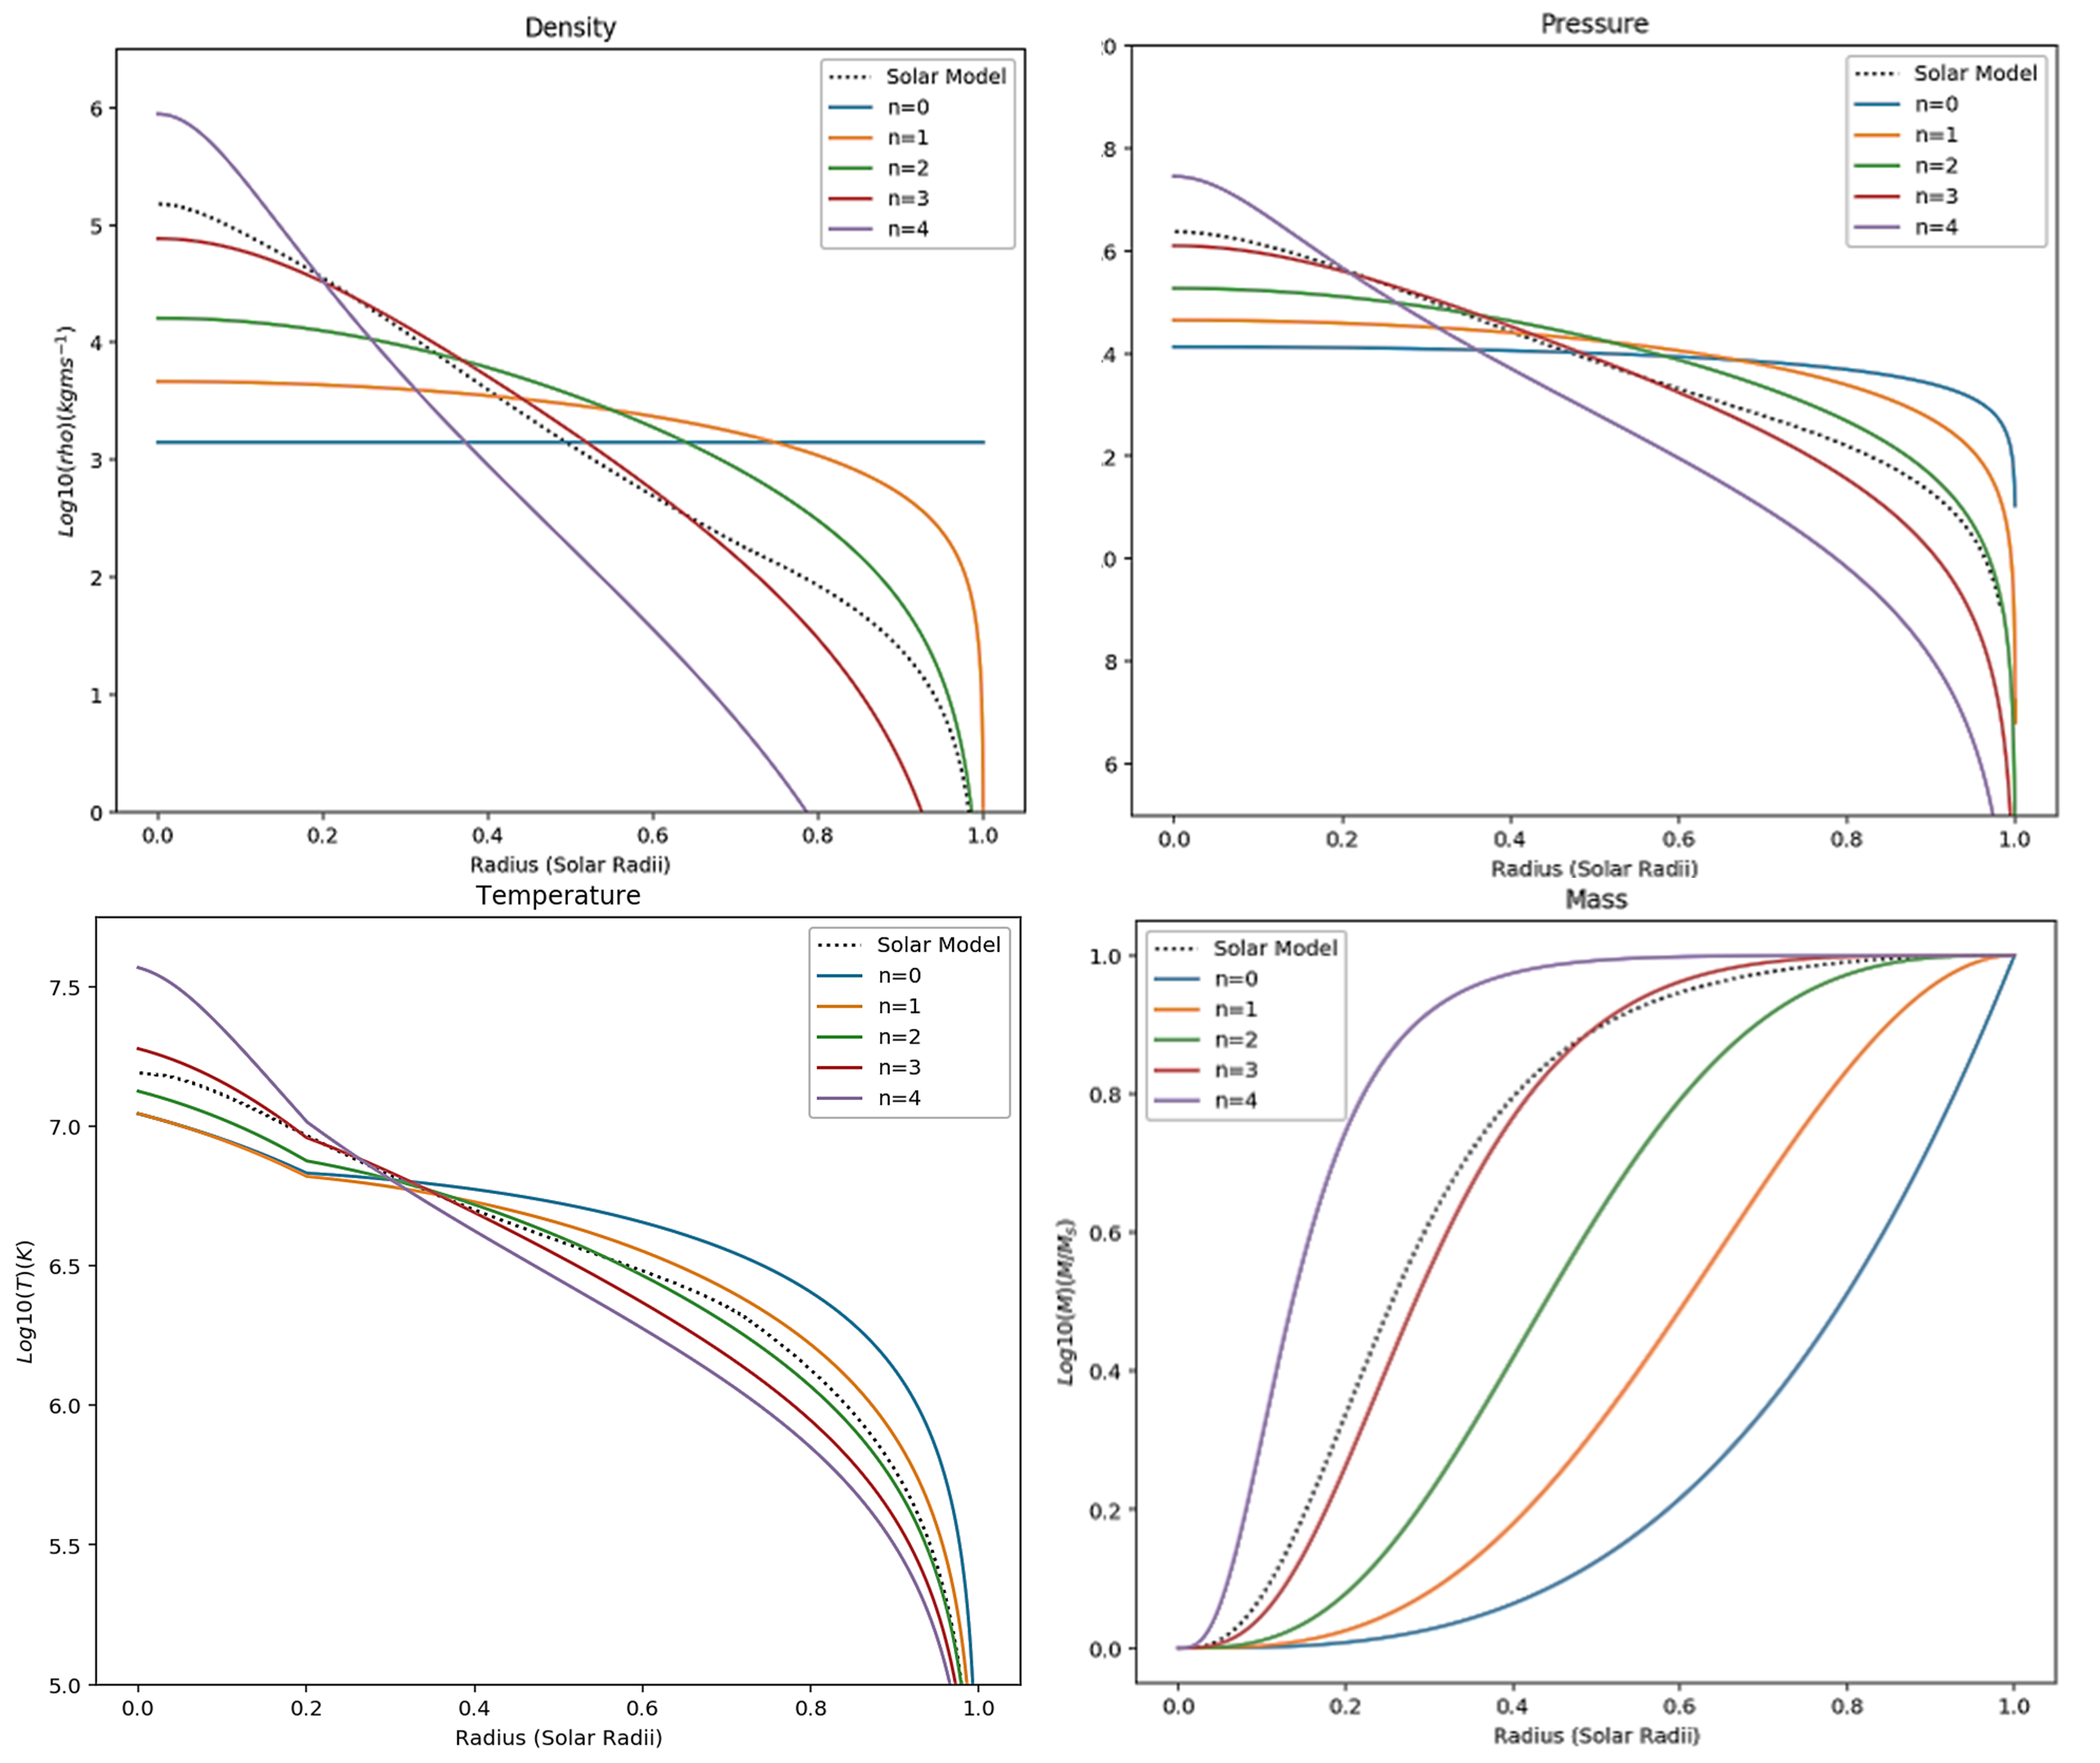 Density
Solar Model
n=0
n=1
n=2
n=3
n=4
6
5
4
3
2
1
0
Log10(rho)(kgms⁻¹)
0.0 0.2 0.4 0.6 0.8 1.0
Radius (Solar Radii)
Pressure
Solar Model
n=0
n=1
n=2
n=3
n=4
0
.8
.6
.4
.2
.0
8
6
0.0 0.2 0.4 0.6 0.8 1.0
Radius (Solar Radii)
Temperature
Solar Model
n=0
n=1
n=2
n=3
n=4
7.5
7.0
6.5
6.0
5.5
5.0
Log10(T)(K)
0.0 0.2 0.4 0.6 0.8 1.0
Radius (Solar Radii)
Mass
Solar Model
n=0
n=1
n=2
n=3
n=4
1.0
0.8
0.6
0.4
0.2
0.0
Log10(M)(M/Mₛ)
0.0 0.2 0.4 0.6 0.8 1.0
Radius (Solar Radii)